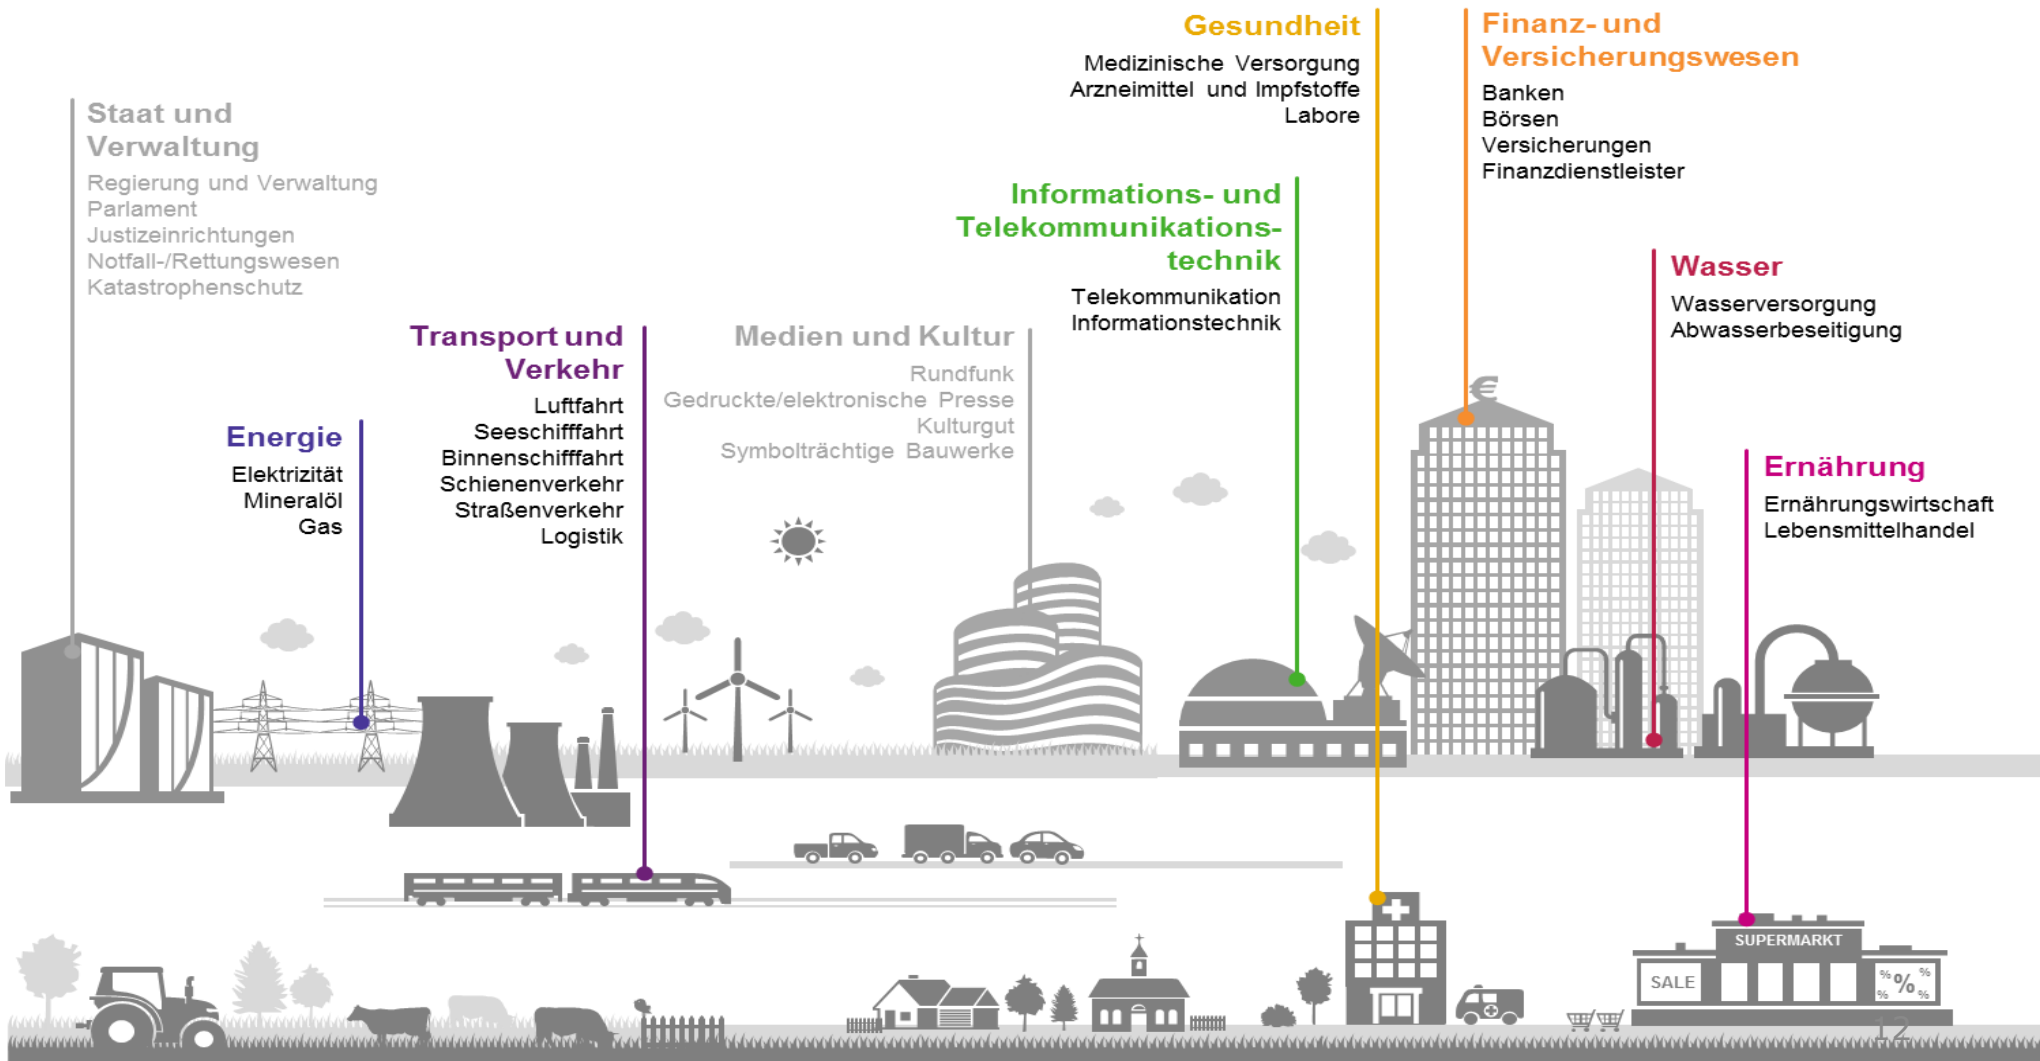 Staat und
Verwaltung
Regierung und Verwaltung
Parlament
Justizeinrichtungen
Notfall-/Rettungswesen
Katastrophenschutz
Energie
Elektrizität
Mineralöl
Gas
Transport und
Verkehr
Luftfahrt
Seeschifffahrt
Binnenschifffahrt
Schienenverkehr
Straßenverkehr
Logistik
Medien und Kultur
Rundfunk
Gedruckte/elektronische Presse
Kulturgut
Symbolträchtige Bauwerke
Informations- und
Telekommunikations-
technik
Telekommunikation
Informationstechnik
Gesundheit
Medizinische Versorgung
Arzneimittel und Impfstoffe
Labore
Finanz- und
Versicherungswesen
Banken
Börsen
Versicherungen
Finanzdienstleister
Wasser
Wasserversorgung
Abwasserbeseitigung
Ernährung
Ernährungswirtschaft
Lebensmittelhandel
€
SUPERMARKT
SALE
% % % % %
12